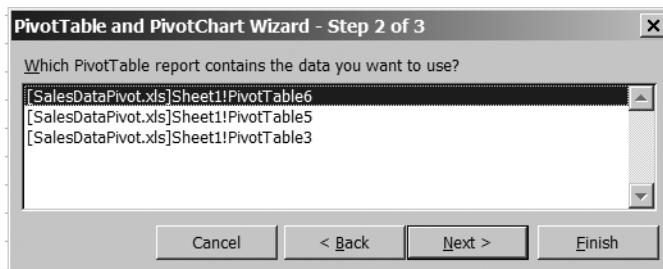 PivotTable and PivotChart Wizard - Step 2 of 3
Which PivotTable report contains the data you want to use?
[SalesDataPivot.xls]Sheet1!PivotTable6
[SalesDataPivot.xls]Sheet1!PivotTable5
[SalesDataPivot.xls]Sheet1!PivotTable3
Cancel < Back Next > Finish